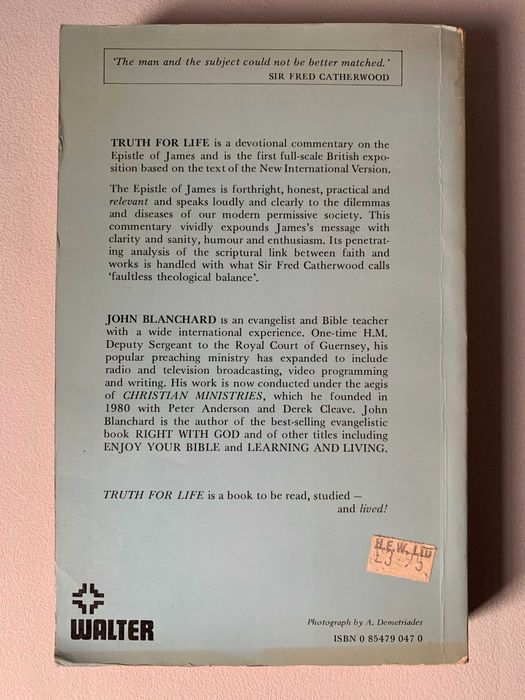 'The man and the subject could not be better matched.'
SIR FRED CATHERWOOD
TRUTH FOR LIFE is a devotional commentary on the
Epistle of James and is the first full-scale British expo-
sition based on the text of the New International Version.
The Epistle of James is forthright, honest, practical and
relevant and speaks loudly and clearly to the dilemmas
and diseases of our modern permissive society. This
commentary vividly expounds James's message with
clarity and sanity, humour and enthusiasm. Its penetrat-
ing analysis of the scriptural link between faith and
works is handled with what Sir Fred Catherwood calls
'faultless theological balance'.
JOHN BLANCHARD is an evangelist and Bible teacher
with a wide international experience. One-time H.M.
Deputy Sergeant to the Royal Court of Guernsey, his
popular preaching ministry has expanded to include
radio and television broadcasting, video programming
and writing. His work is now conducted under the aegis
of CHRISTIAN MINISTRIES, which he founded in
1980 with Peter Anderson and Derek Cleave. John
Blanchard is the author of the best-selling evangelistic
book RIGHT WITH GOD and of other titles including
ENJOY YOUR BIBLE and LEARNING AND LIVING.
TRUTH FOR LIFE is a book to be read, studied —
and lived!
H.E.W. LTD
£3-75
WALTER
Photograph by A. Demetriades
ISBN 0 85479 047 0